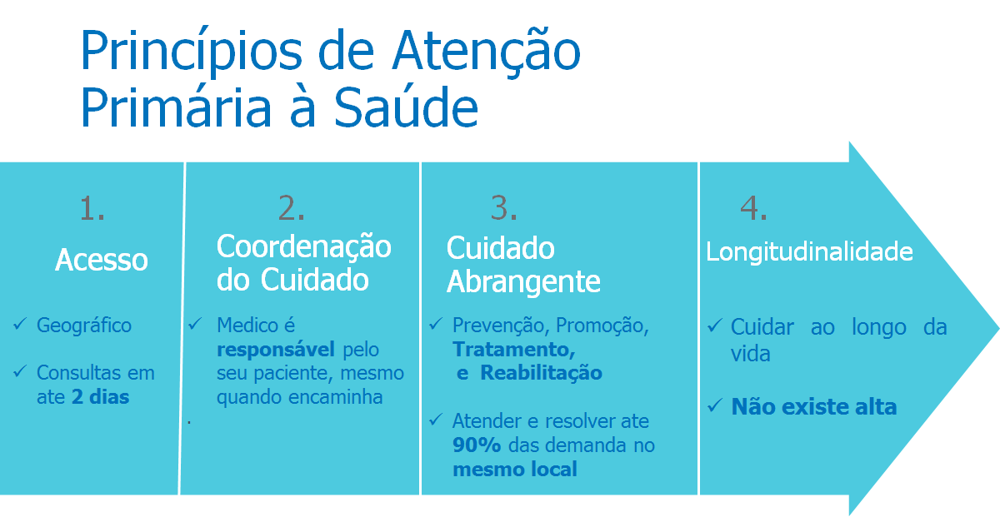 Princípios de Atenção
Primária à Saúde
1.
Acesso
✓ Geográfico
✓ Consultas em
ate 2 dias
2.
Coordenação
do Cuidado
✓ Medico é
responsável pelo
seu paciente, mesmo
quando encaminha
.
3.
Cuidado
Abrangente
✓ Prevenção, Promoção,
Tratamento,
e Reabilitação
✓ Atender e resolver ate
90% das demanda no
mesmo local
4.
Longitudinalidade
✓ Cuidar ao longo da
vida
✓ Não existe alta